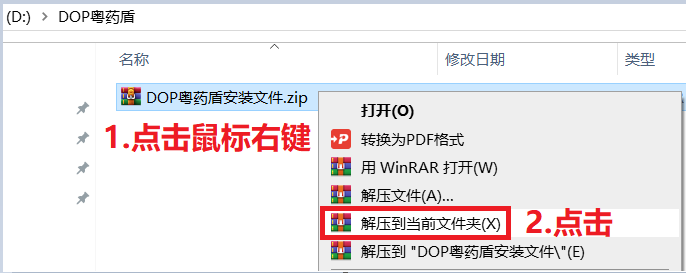 (D:) > DOP粤药盾
名称 修改日期 类型
DOP粤药盾安装文件.zip
打开(O)
1.点击鼠标右键
转换为PDF格式
用 WinRAR 打开(W)
解压文件(A)...
解压到当前文件夹(X)
2.点击
解压到 "DOP粤药盾安装文件\"(E)